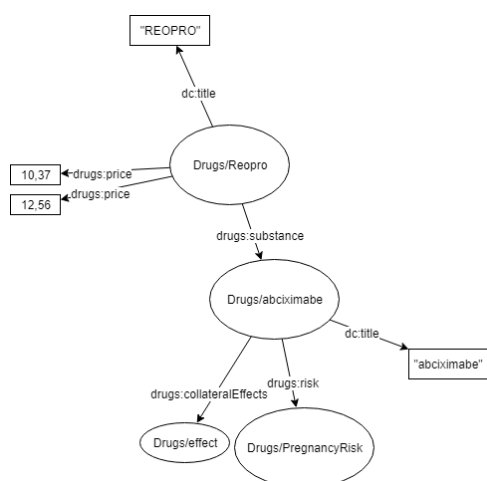 "REOPRO"
dc:title
Drugs/Reopro
10,37
drugs:price
12,56
drugs:price
drugs:substance
Drugs/abciximabe
dc:title
"abciximabe"
drugs:collateralEffects
drugs:risk
Drugs/effect
Drugs/PregnancyRisk